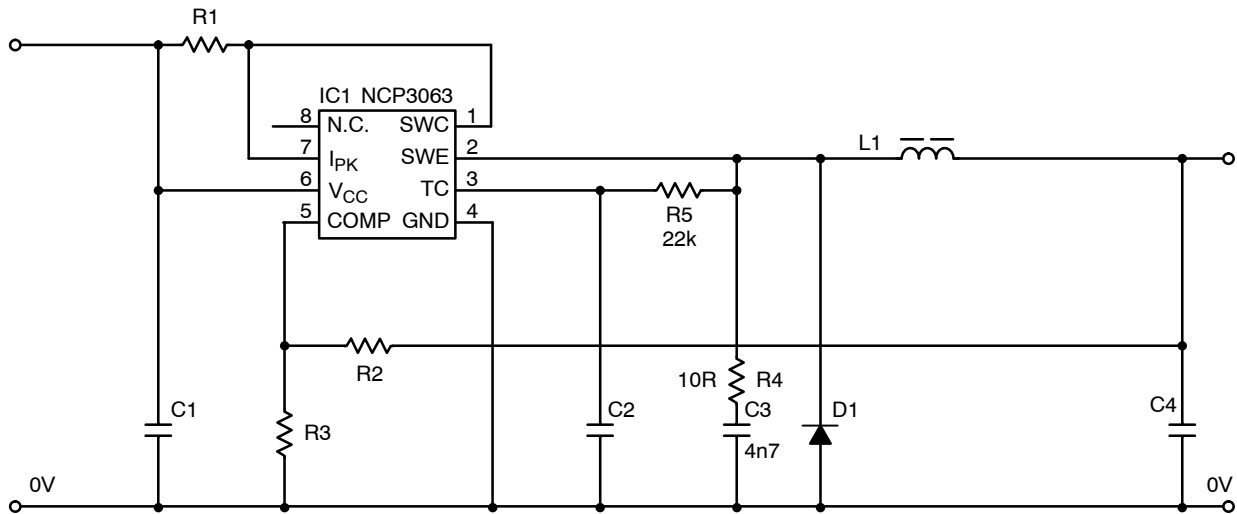 R1
IC1 NCP3063
8 N.C. SWC 1
7 IPK SWE 2
6 VCC TC 3
5 COMP GND 4
L1
R5
22k
R2
10R R4
C1
R3
C2
C3
4n7
D1
C4
0V
0V